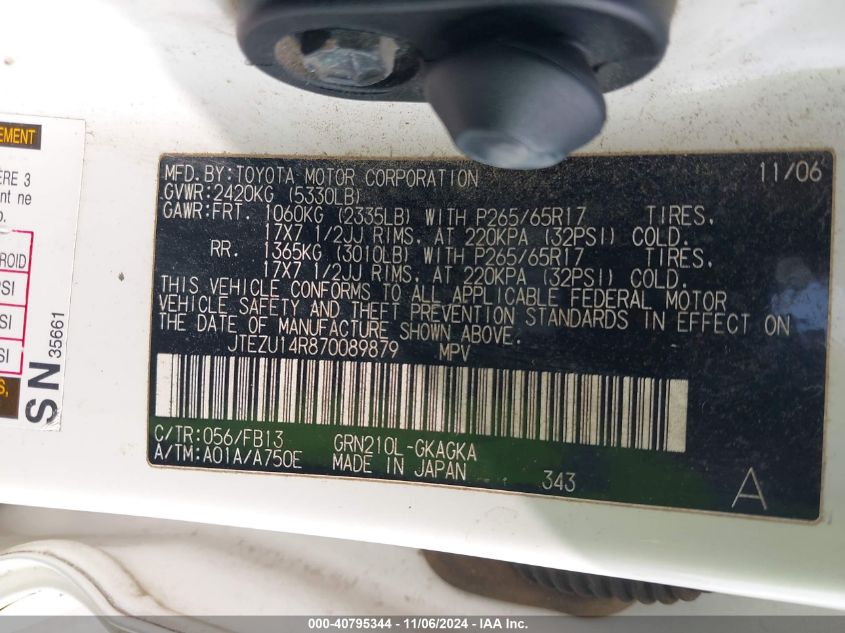 EMENT
ÈRE 3
nt ne
o.
ROID
PSI
SI
SI
S,
SN 35661
MFD. BY: TOYOTA MOTOR CORPORATION 11/06
GVWR: 2420KG (5330LB)
GAWR: FRT. 1060KG (2335LB) WITH P265/65R17 TIRES,
17X7 1/2JJ RIMS, AT 220KPA (32PSI) COLD.
RR. 1365KG (3010LB) WITH P265/65R17 TIRES,
17X7 1/2JJ RIMS, AT 220KPA (32PSI) COLD.
THIS VEHICLE CONFORMS TO ALL APPLICABLE FEDERAL MOTOR
VEHICLE SAFETY AND THEFT PREVENTION STANDARDS IN EFFECT ON
THE DATE OF MANUFACTURE SHOWN ABOVE.
JTEZU14R870089879 MPV
C/TR: 056/FB13 GRN210L-GKAGKA
A/TM: A01A/A750E MADE IN JAPAN 343 A
000-40795344 - 11/06/2024 - IAA Inc.